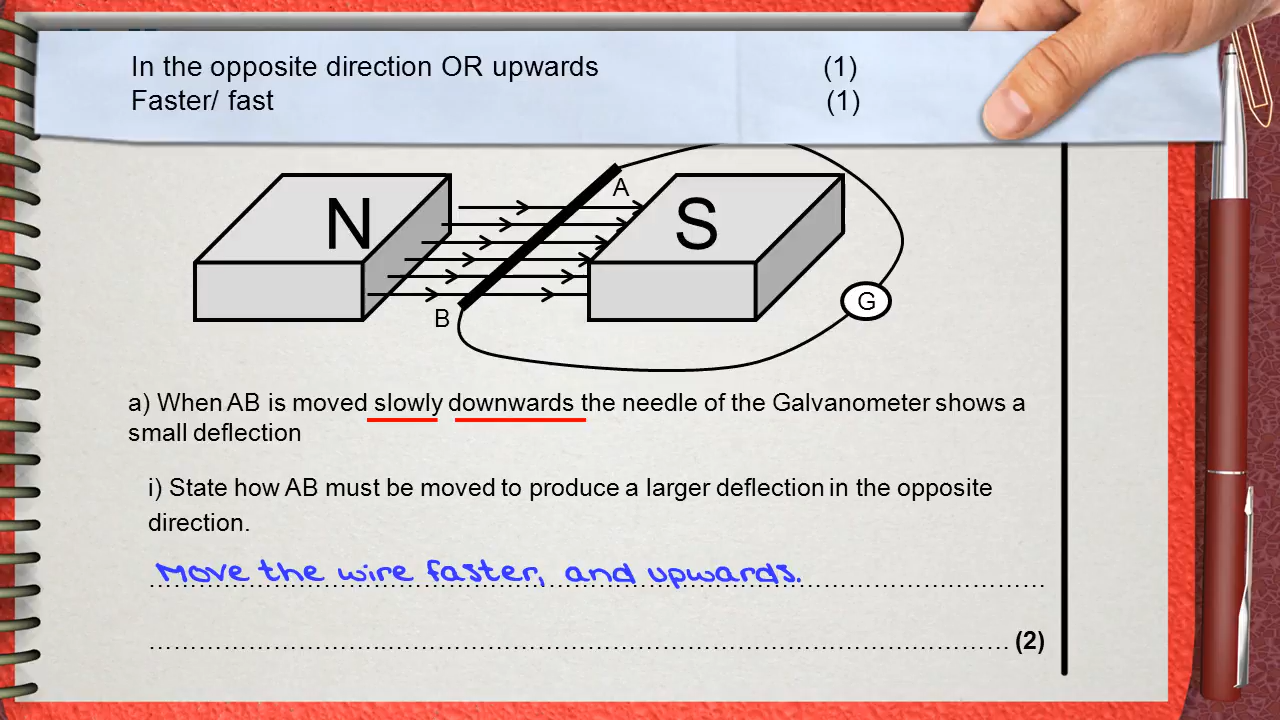 In the opposite direction OR upwards (1)
Faster/ fast (1)
N
A
S
B
G
a) When AB is moved slowly downwards the needle of the Galvanometer shows a
small deflection
i) State how AB must be moved to produce a larger deflection in the opposite
direction.
Move the wire faster, and upwards.
(2)